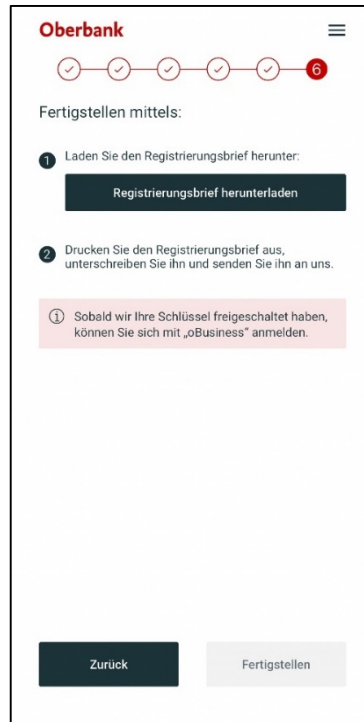 Oberbank
6
Fertigstellen mittels:
1 Laden Sie den Registrierungsbrief herunter:
Registrierungsbrief herunterladen
2 Drucken Sie den Registrierungsbrief aus,
unterschreiben Sie ihn und senden Sie ihn an uns.
Sobald wir Ihre Schlüssel freigeschaltet haben,
können Sie sich mit „oBusiness“ anmelden.
Zurück
Fertigstellen